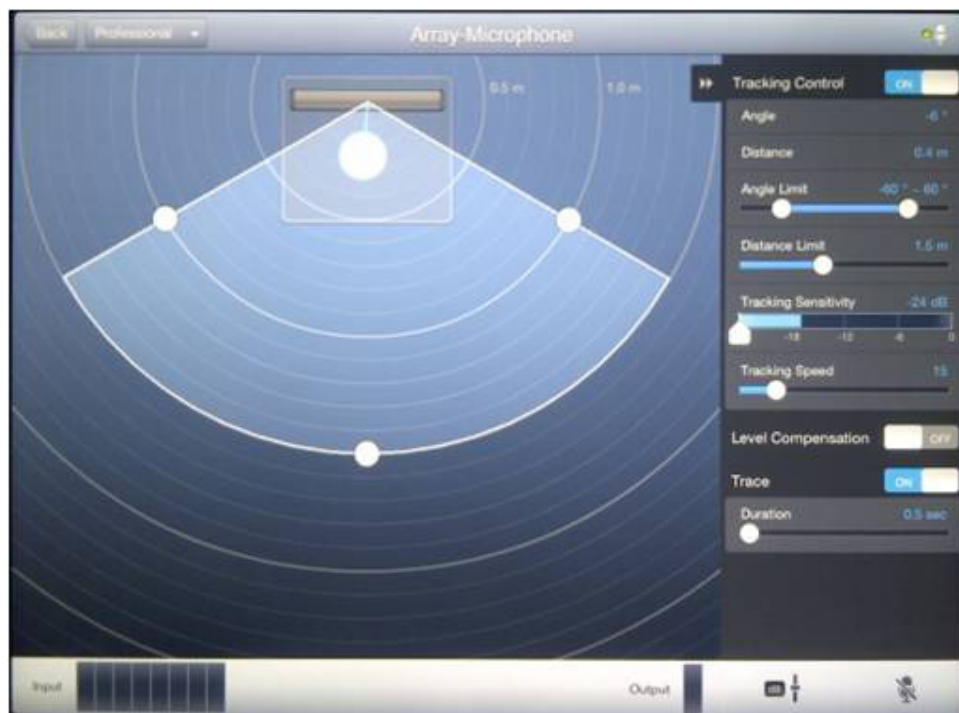 Back
Professional
Array-Microphone
0.5 m
1.0 m
Tracking Control
ON
Angle
-6 °
Distance
0.4 m
Angle Limit
-60 ° ~ 60 °
Distance Limit
1.5 m
Tracking Sensitivity
-24 dB
-18
-12
-6
0
Tracking Speed
15
Level Compensation
OFF
Trace
ON
Duration
0.5 sec
Input
Output
dB